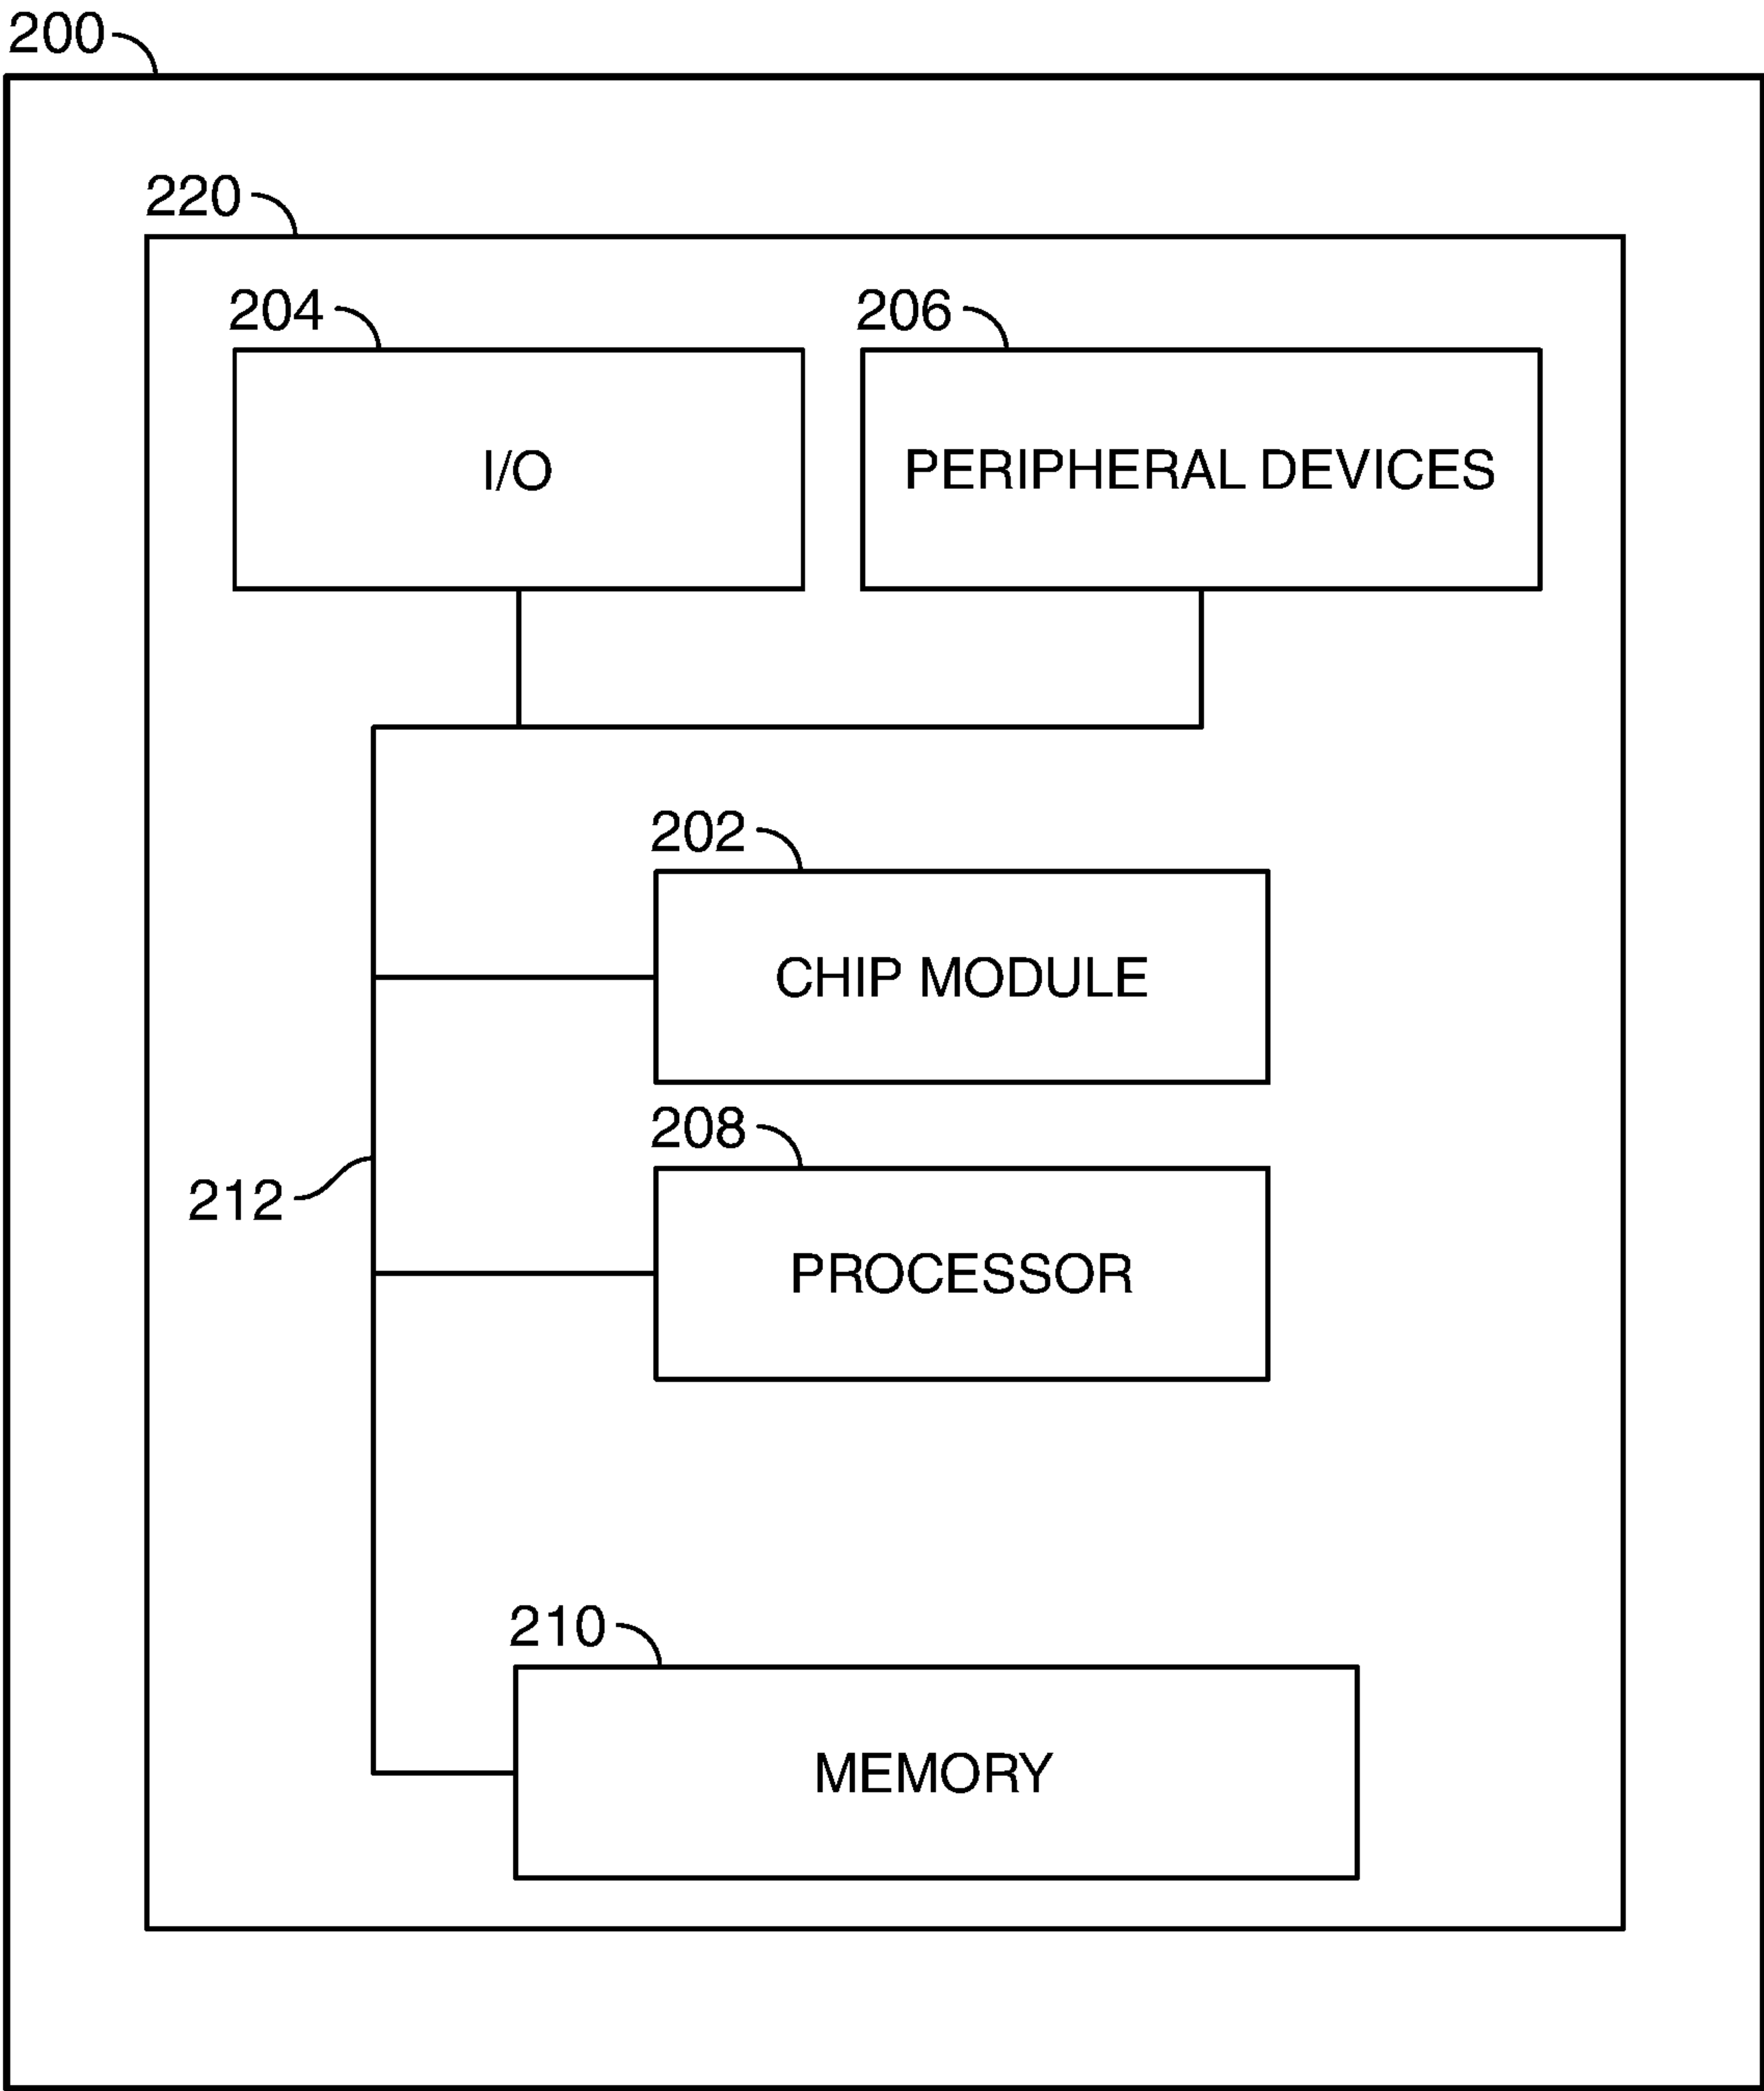 200
220
204
206
I/O
PERIPHERAL DEVICES
202
CHIP MODULE
208
212
PROCESSOR
210
MEMORY